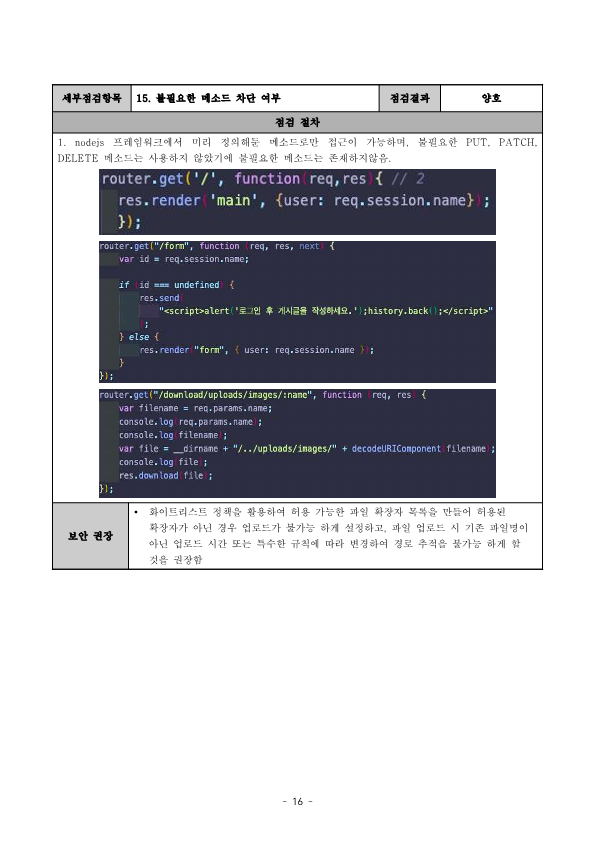 세부점검항목 15. 불필요한 메소드 차단 여부 점검결과 양호
점검 절차
1. nodejs 프레임워크에서 미리 정의해둔 메소드로만 접근이 가능하며, 불필요한 PUT, PATCH,
DELETE 메소드는 사용하지 않았기에 불필요한 메소드는 존재하지않음.
router.get('/', function(req,res){ // 2
res.render('main', {user: req.session.name});
});
router.get("/form", function (req, res, next) {
var id = req.session.name;
if (id === undefined) {
res.send(
"<script>alert('로그인 후 게시글을 작성하세요.');history.back();</script>"
);
} else {
res.render("form", { user: req.session.name });
}
});
router.get("/download/uploads/images/:name", function (req, res) {
var filename = req.params.name;
console.log(req.params.name);
console.log(filename);
var file = __dirname + "/../uploads/images/" + decodeURIComponent(filename);
console.log(file);
res.download(file);
});
보안 권장
• 화이트리스트 정책을 활용하여 허용 가능한 파일 확장자 목록을 만들어 허용된
확장자가 아닌 경우 업로드가 불가능 하게 설정하고, 파일 업로드 시 기존 파일명이
아닌 업로드 시간 또는 특수한 규칙에 따라 변경하여 경로 추적을 불가능 하게 할
것을 권장함
- 16 -